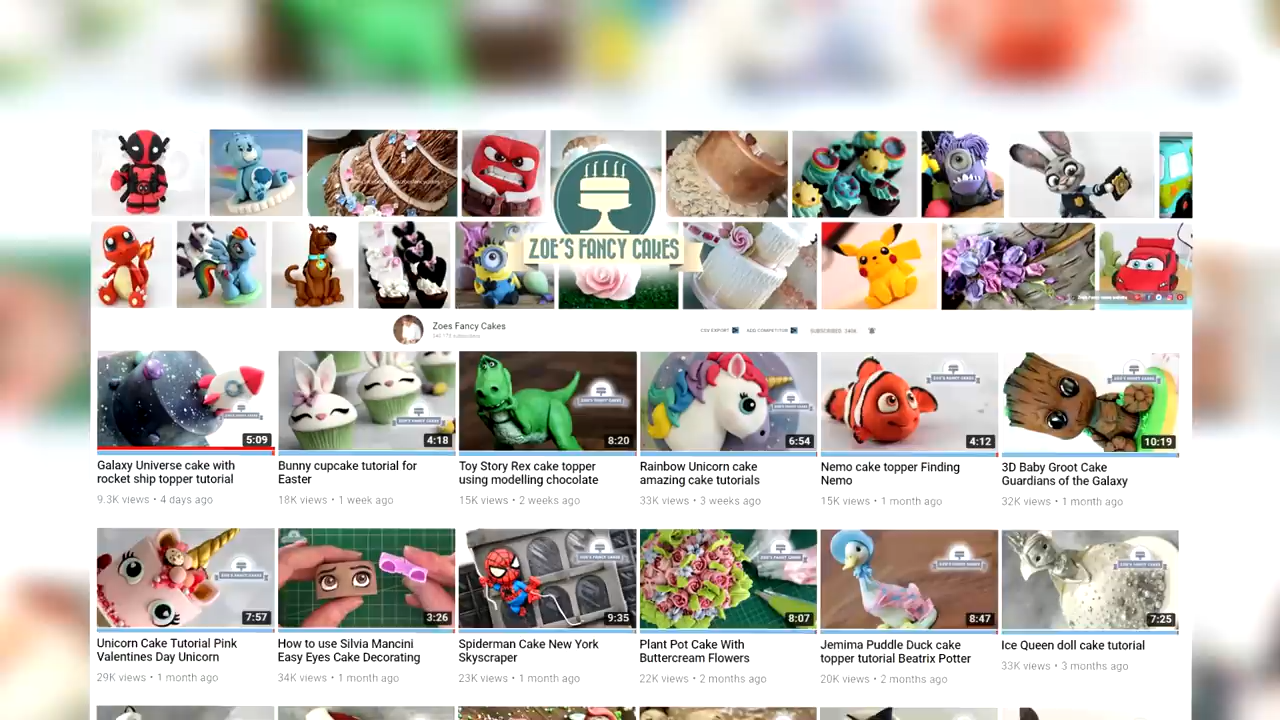 ZOE'S FANCY CAKES
Zoes Fancy Cakes
CSV EXPORT
ADD COMPETITOR
SUBSCRIBED 240K
5:09
4:18
8:20
6:54
4:12
10:19
Galaxy Universe cake with
rocket ship topper tutorial
9.3K views • 4 days ago
Bunny cupcake tutorial for
Easter
18K views • 1 week ago
Toy Story Rex cake topper
using modelling chocolate
15K views • 2 weeks ago
Rainbow Unicorn cake
amazing cake tutorials
33K views • 3 weeks ago
Nemo cake topper Finding
Nemo
15K views • 1 month ago
3D Baby Groot Cake
Guardians of the Galaxy
32K views • 1 month ago
7:57
3:26
9:35
8:07
8:47
7:25
Unicorn Cake Tutorial Pink
Valentines Day Unicorn
29K views • 1 month ago
How to use Silvia Mancini
Easy Eyes Cake Decorating
34K views • 1 month ago
Spiderman Cake New York
Skyscraper
23K views • 1 month ago
Plant Pot Cake With
Buttercream Flowers
22K views • 2 months ago
Jemima Puddle Duck cake
topper tutorial Beatrix Potter
20K views • 2 months ago
Ice Queen doll cake tutorial
33K views • 3 months ago